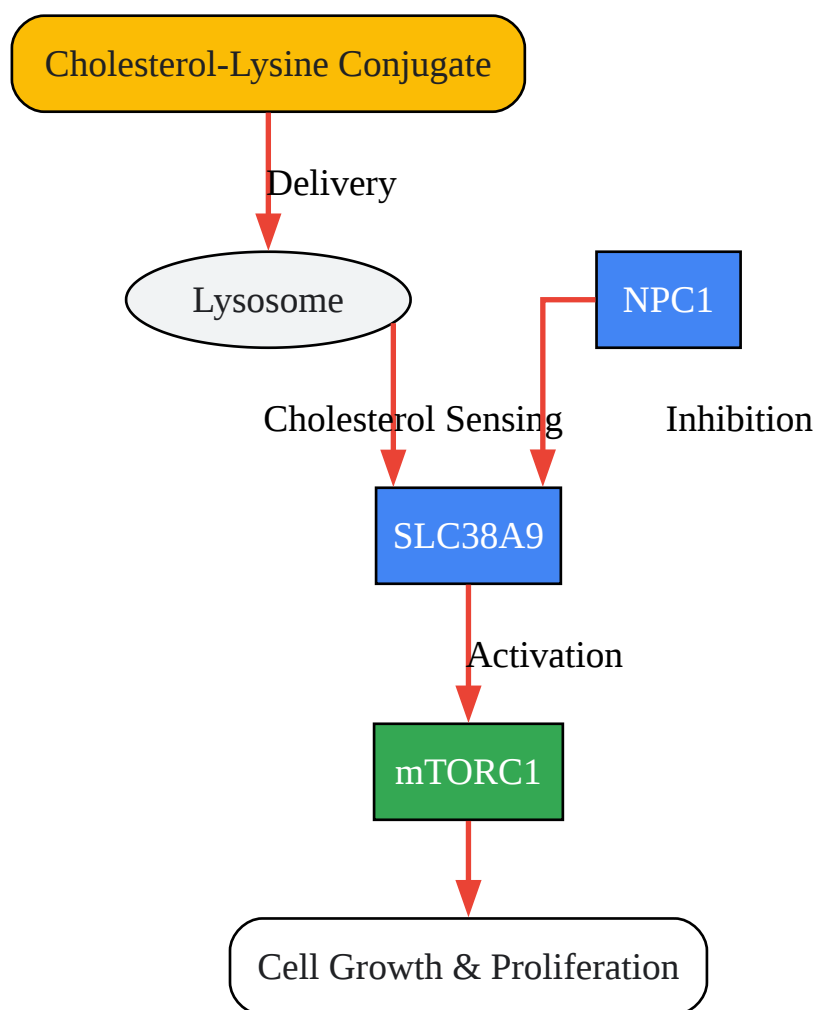 Cholesterol-Lysine Conjugate
Delivery
Lysosome
NPC1
Cholesterol Sensing
Inhibition
SLC38A9
Activation
mTORC1
Cell Growth & Proliferation